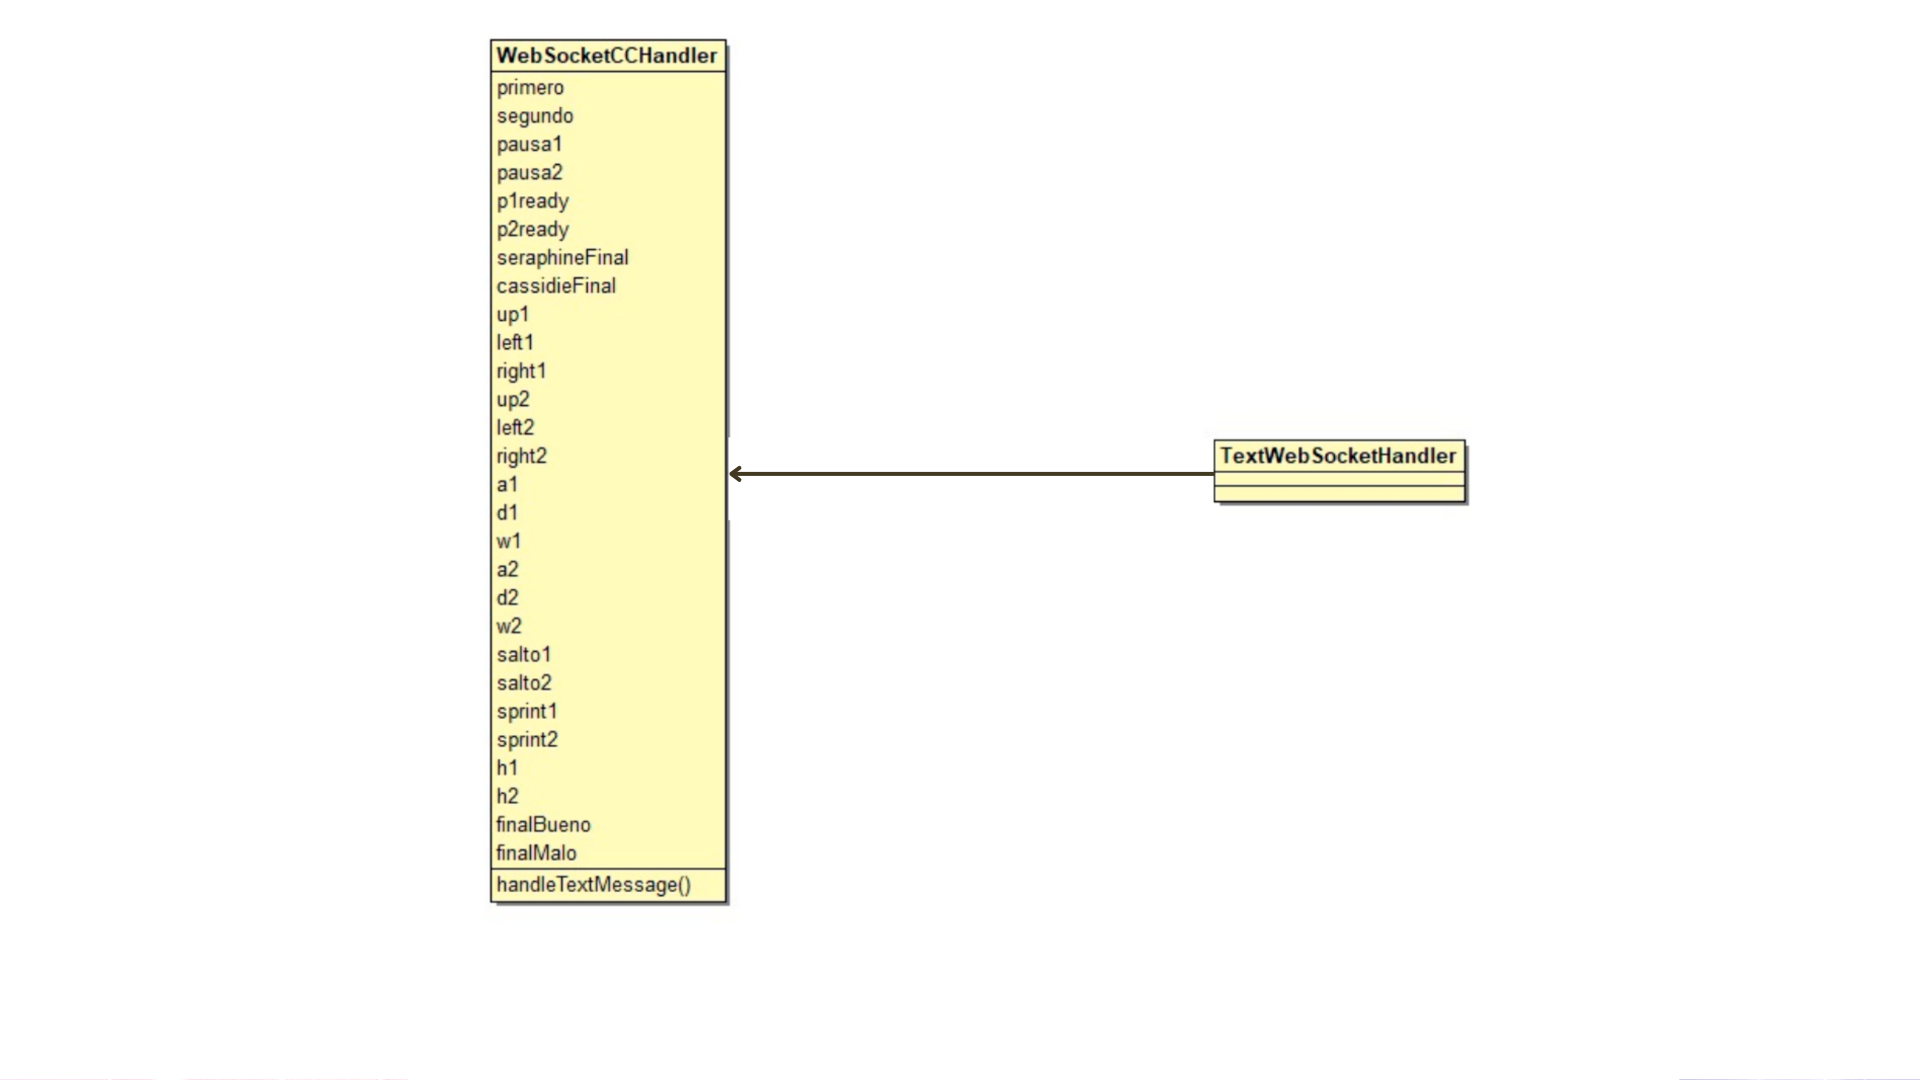 WebSocketCCHandler
primero
segundo
pausa1
pausa2
p1ready
p2ready
seraphineFinal
cassidieFinal
up1
left1
right1
up2
left2
right2
a1
d1
w1
a2
d2
w2
salto1
salto2
sprint1
sprint2
h1
h2
finalBueno
finalMalo
handleTextMessage()
TextWebSocketHandler